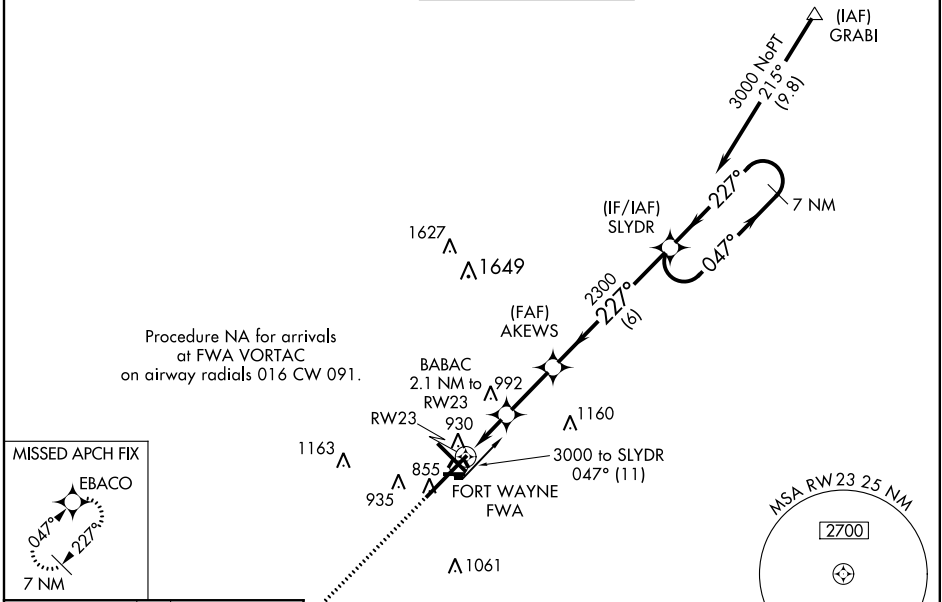 (IAF)
GRABI
3000 NoPT
215°
(9.8)
227°
7 NM
047°
(IF/IAF)
SLYDR
1627
1649
2300
227°
(6)
(FAF)
AKEWS
Procedure NA for arrivals
at FWA VORTAC
on airway radials 016 CW 091.
BABAC
2.1 NM to
RW23
992
1160
RW23
930
1163
855
935
3000 to SLYDR
047° (11)
FORT WAYNE
FWA
1061
MISSED APCH FIX
EBACO
047°
227°
7 NM
MSA RW 23 25 NM
2700